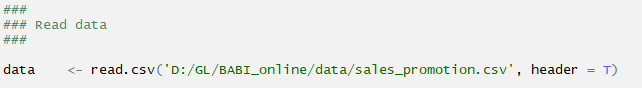 ###
### Read data
###
data    <- read.csv('D:/GL/BABI_online/data/sales_promotion.csv', header = T)